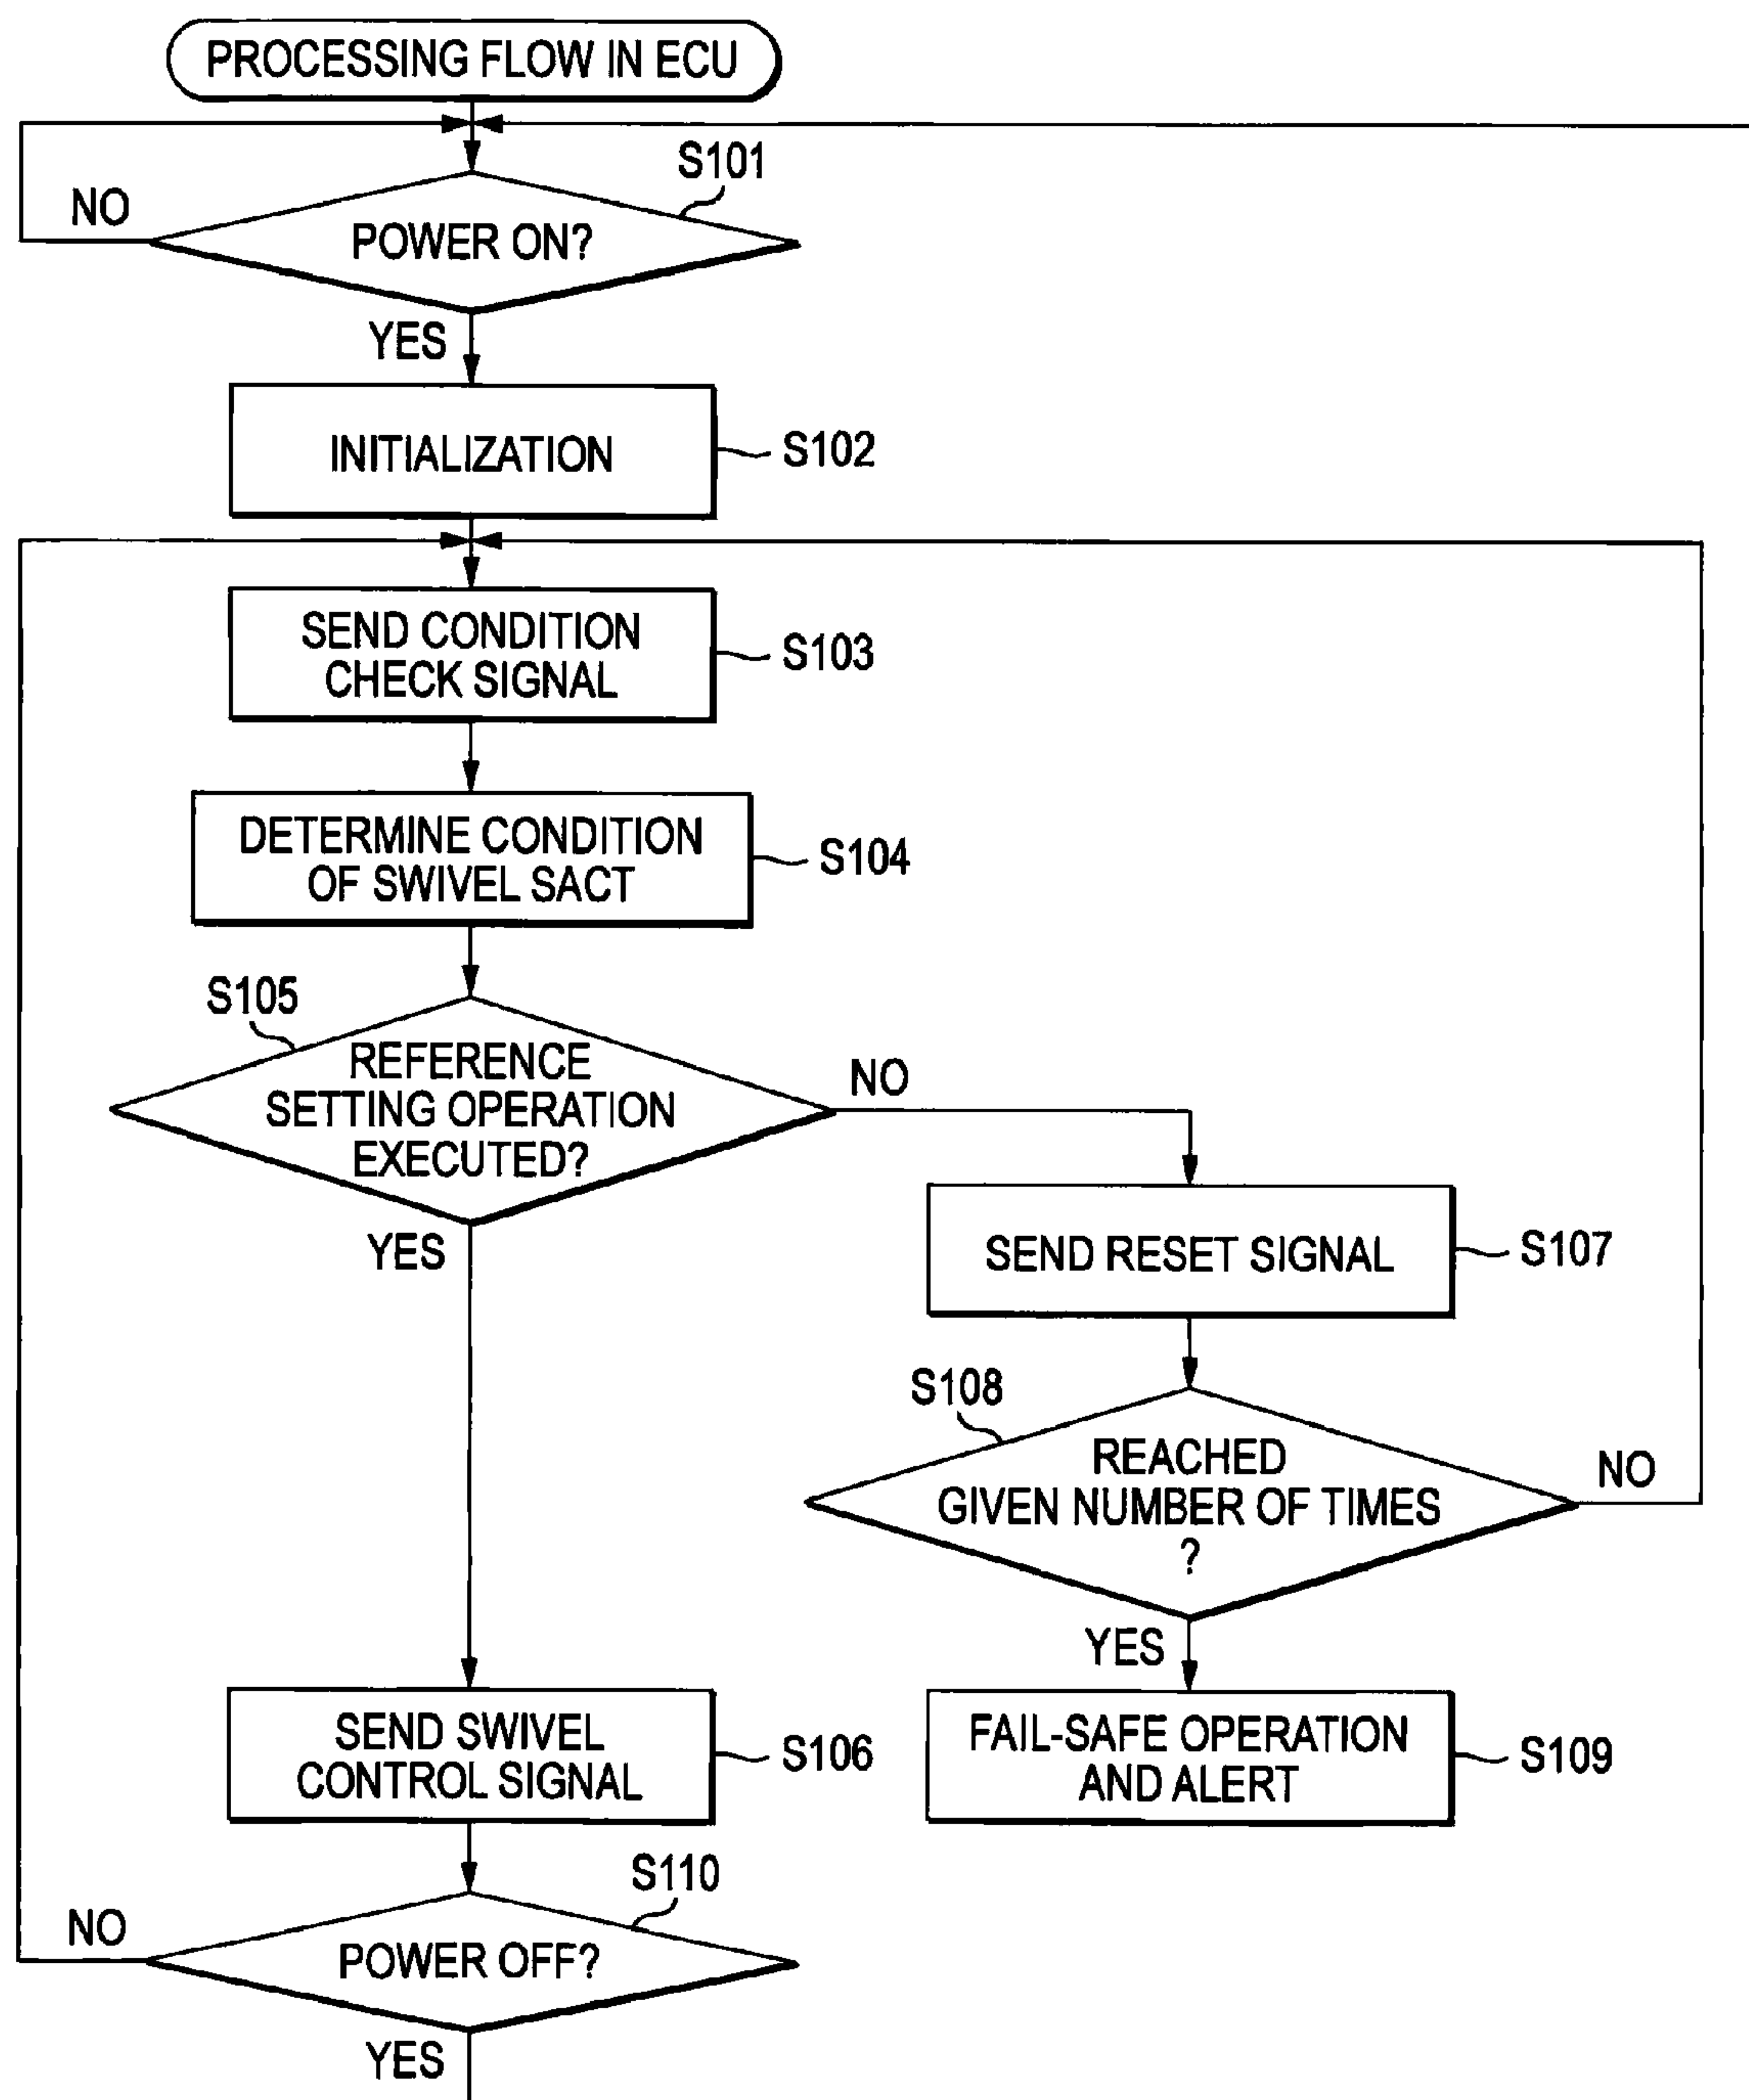 PROCESSING FLOW IN ECU
S101
NO
POWER ON?
YES
INITIALIZATION
S102
SEND CONDITION
CHECK SIGNAL
S103
DETERMINE CONDITION
OF SWIVEL SACT
S104
S105
REFERENCE
SETTING OPERATION
EXECUTED?
NO
YES
SEND RESET SIGNAL
S107
S108
REACHED
GIVEN NUMBER OF TIMES
?
NO
YES
SEND SWIVEL
CONTROL SIGNAL
S106
FAIL-SAFE OPERATION
AND ALERT
S109
S110
NO
POWER OFF?
YES